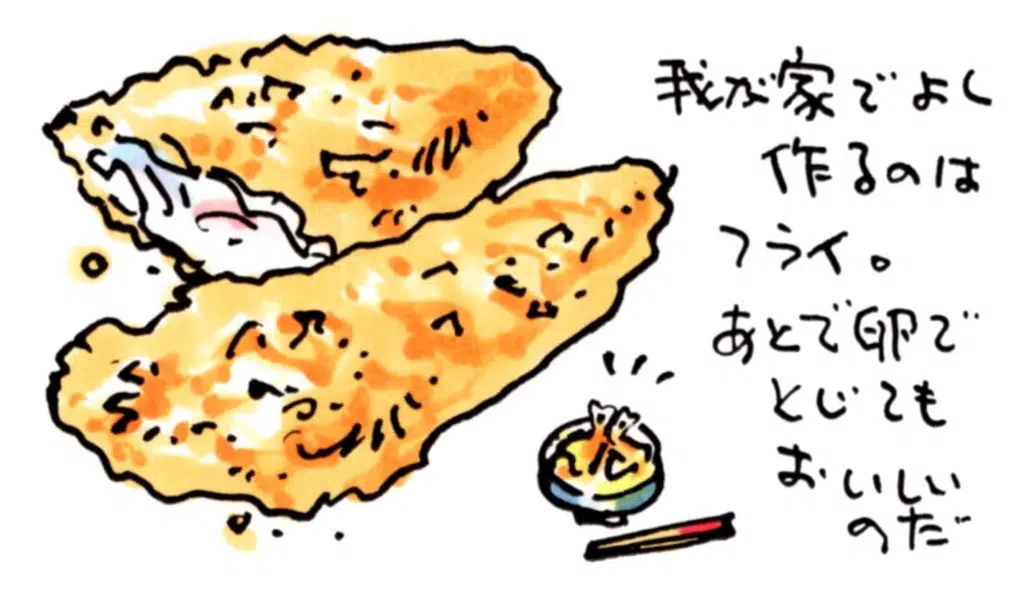 我が家でよく
作るのは
フライ。
あとで卵で
とじても
おいしい
のだ